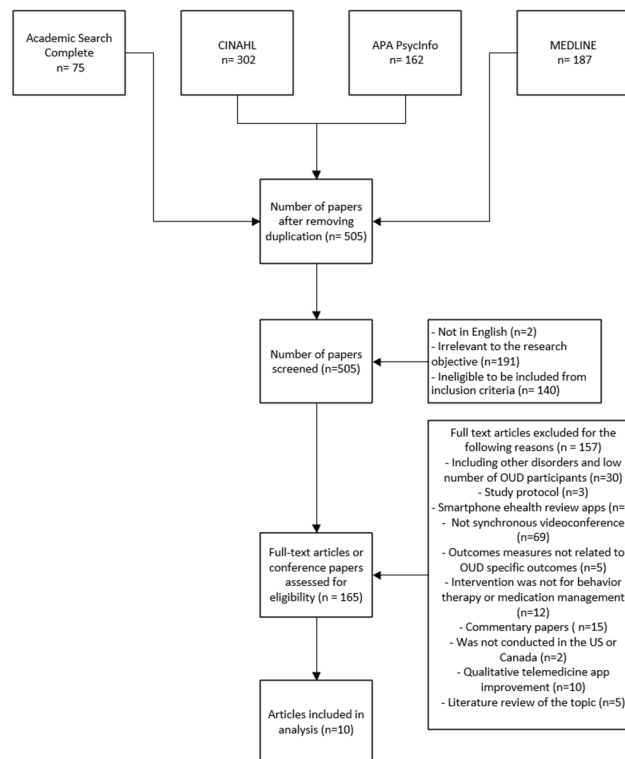 Academic Search
Complete
n= 75
CINAHL
n= 302
APA PsycInfo
n= 162
MEDLINE
n= 187
Number of papers
after removing
duplication (n= 505)
Number of papers
screened (n=505)
- Not in English (n=2)
- Irrelevant to the research
objective
(n=191)
- Ineligible to be included from
inclusion criteria (n= 140)
Full text articles excluded for the
following reasons (n = 157)
- Including other disorders and low
number of OUD participants (n=30)
- Study protocol (n=3)
- Smartphone ehealth review apps (n=
- Not synchronous videoconference
(n=69)
- Outcomes measures not related to
OUD specific outcomes (n=5)
- Intervention was not for behavior
therapy or medication management
(n=12)
- Commentary papers ( n=15)
- Was not conducted in the US or
Canada (n=2)
- Qualitative telemedicine app
improvement (n=10)
- Literature review of the topic (n=5)
Full-text articles or
conference papers
assessed for
eligibility (n = 165)
Articles included in
analysis (n=10)